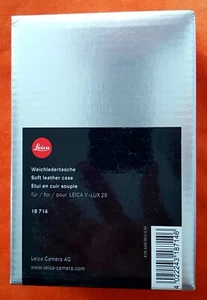 Leica
Weichledertasche
Soft leather case
Etui en cuir souple
für / for / pour LEICA V-LUX 20
18 714
Leica Camera AG
www.leica-camera.com
4 022243 187146